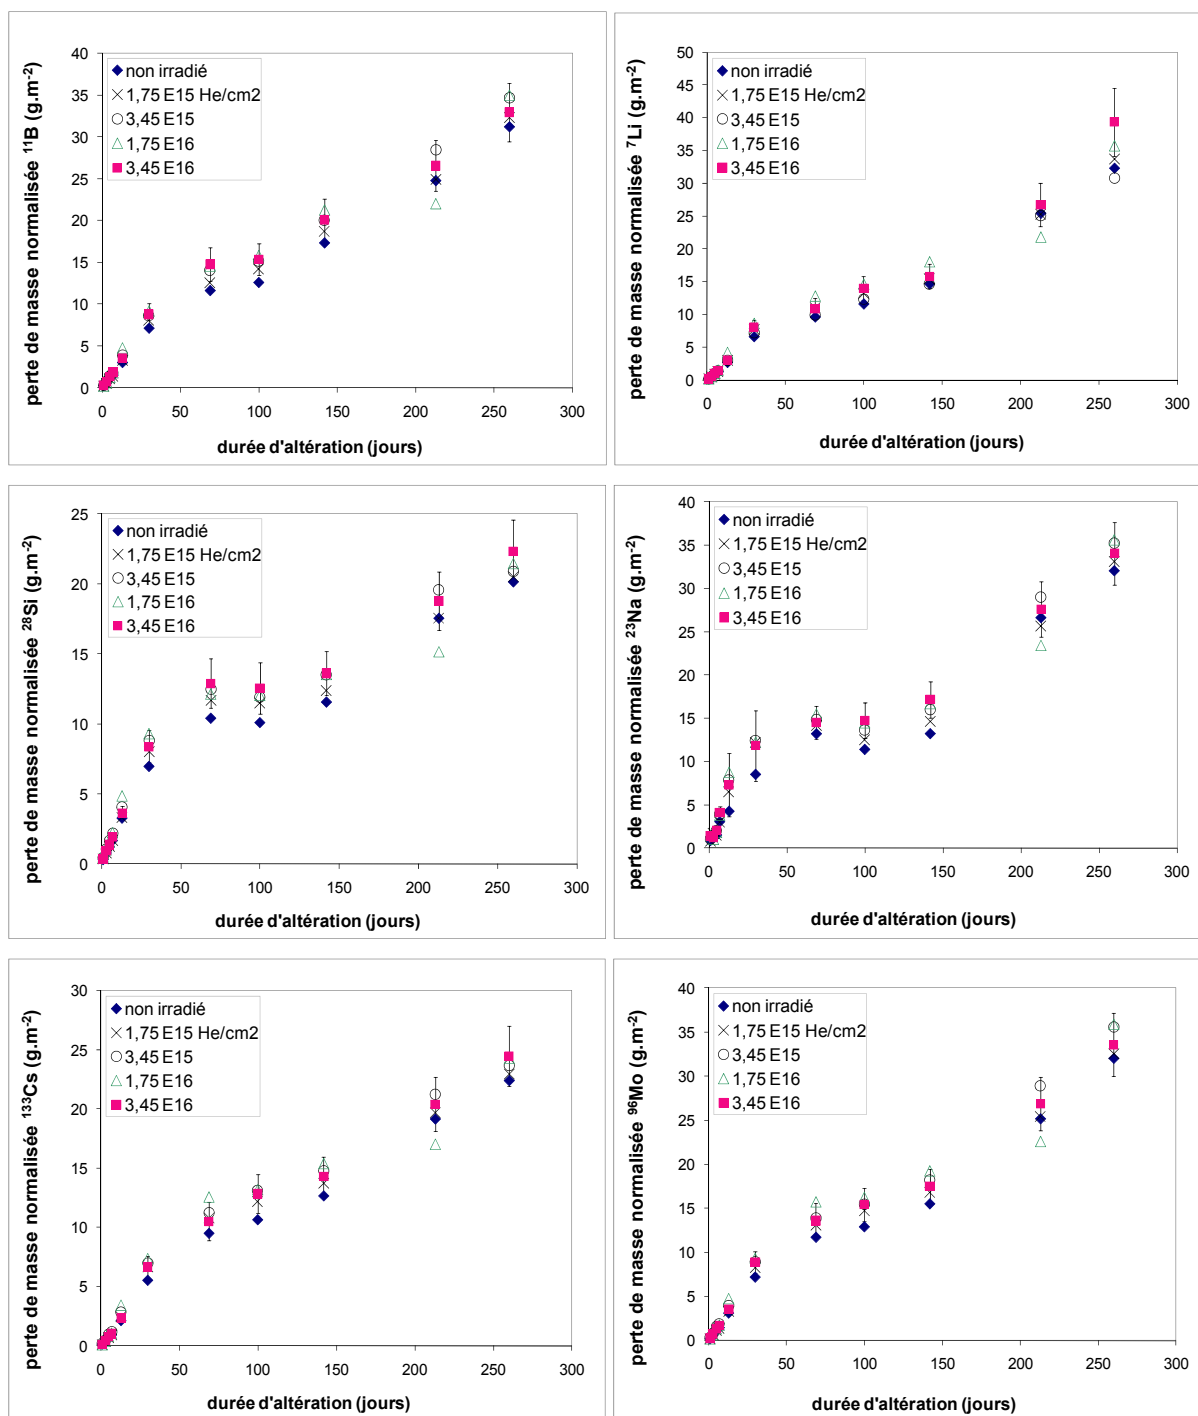 perte de masse normalisée ¹¹B (g.m⁻²)
40
35
30
25
20
15
10
5
0
non irradié
1,75 E15 He/cm2
3,45 E15
1,75 E16
3,45 E16
0 50 100 150 200 250 300
durée d'altération (jours)
perte de masse normalisée ⁷Li (g.m⁻²)
50
45
40
35
30
25
20
15
10
5
0
non irradié
1,75 E15 He/cm2
3,45 E15
1,75 E16
3,45 E16
0 50 100 150 200 250 300
durée d'altération (jours)
perte de masse normalisée ²⁸Si (g.m⁻²)
25
20
15
10
5
0
non irradié
1,75 E15 He/cm2
3,45 E15
1,75 E16
3,45 E16
0 50 100 150 200 250 300
durée d'altération (jours)
perte de masse normalisée ²³Na (g.m⁻²)
40
35
30
25
20
15
10
5
0
non irradié
1,75 E15 He/cm2
3,45 E15
1,75 E16
3,45 E16
0 50 100 150 200 250 300
durée d'altération (jours)
perte de masse normalisée ¹³³Cs (g.m⁻²)
30
25
20
15
10
5
0
non irradié
1,75 E15 He/cm2
3,45 E15
1,75 E16
3,45 E16
0 50 100 150 200 250 300
durée d'altération (jours)
perte de masse normalisée ⁹⁶Mo (g.m⁻²)
40
35
30
25
20
15
10
5
0
non irradié
1,75 E15 He/cm2
3,45 E15
1,75 E16
3,45 E16
0 50 100 150 200 250 300
durée d'altération (jours)